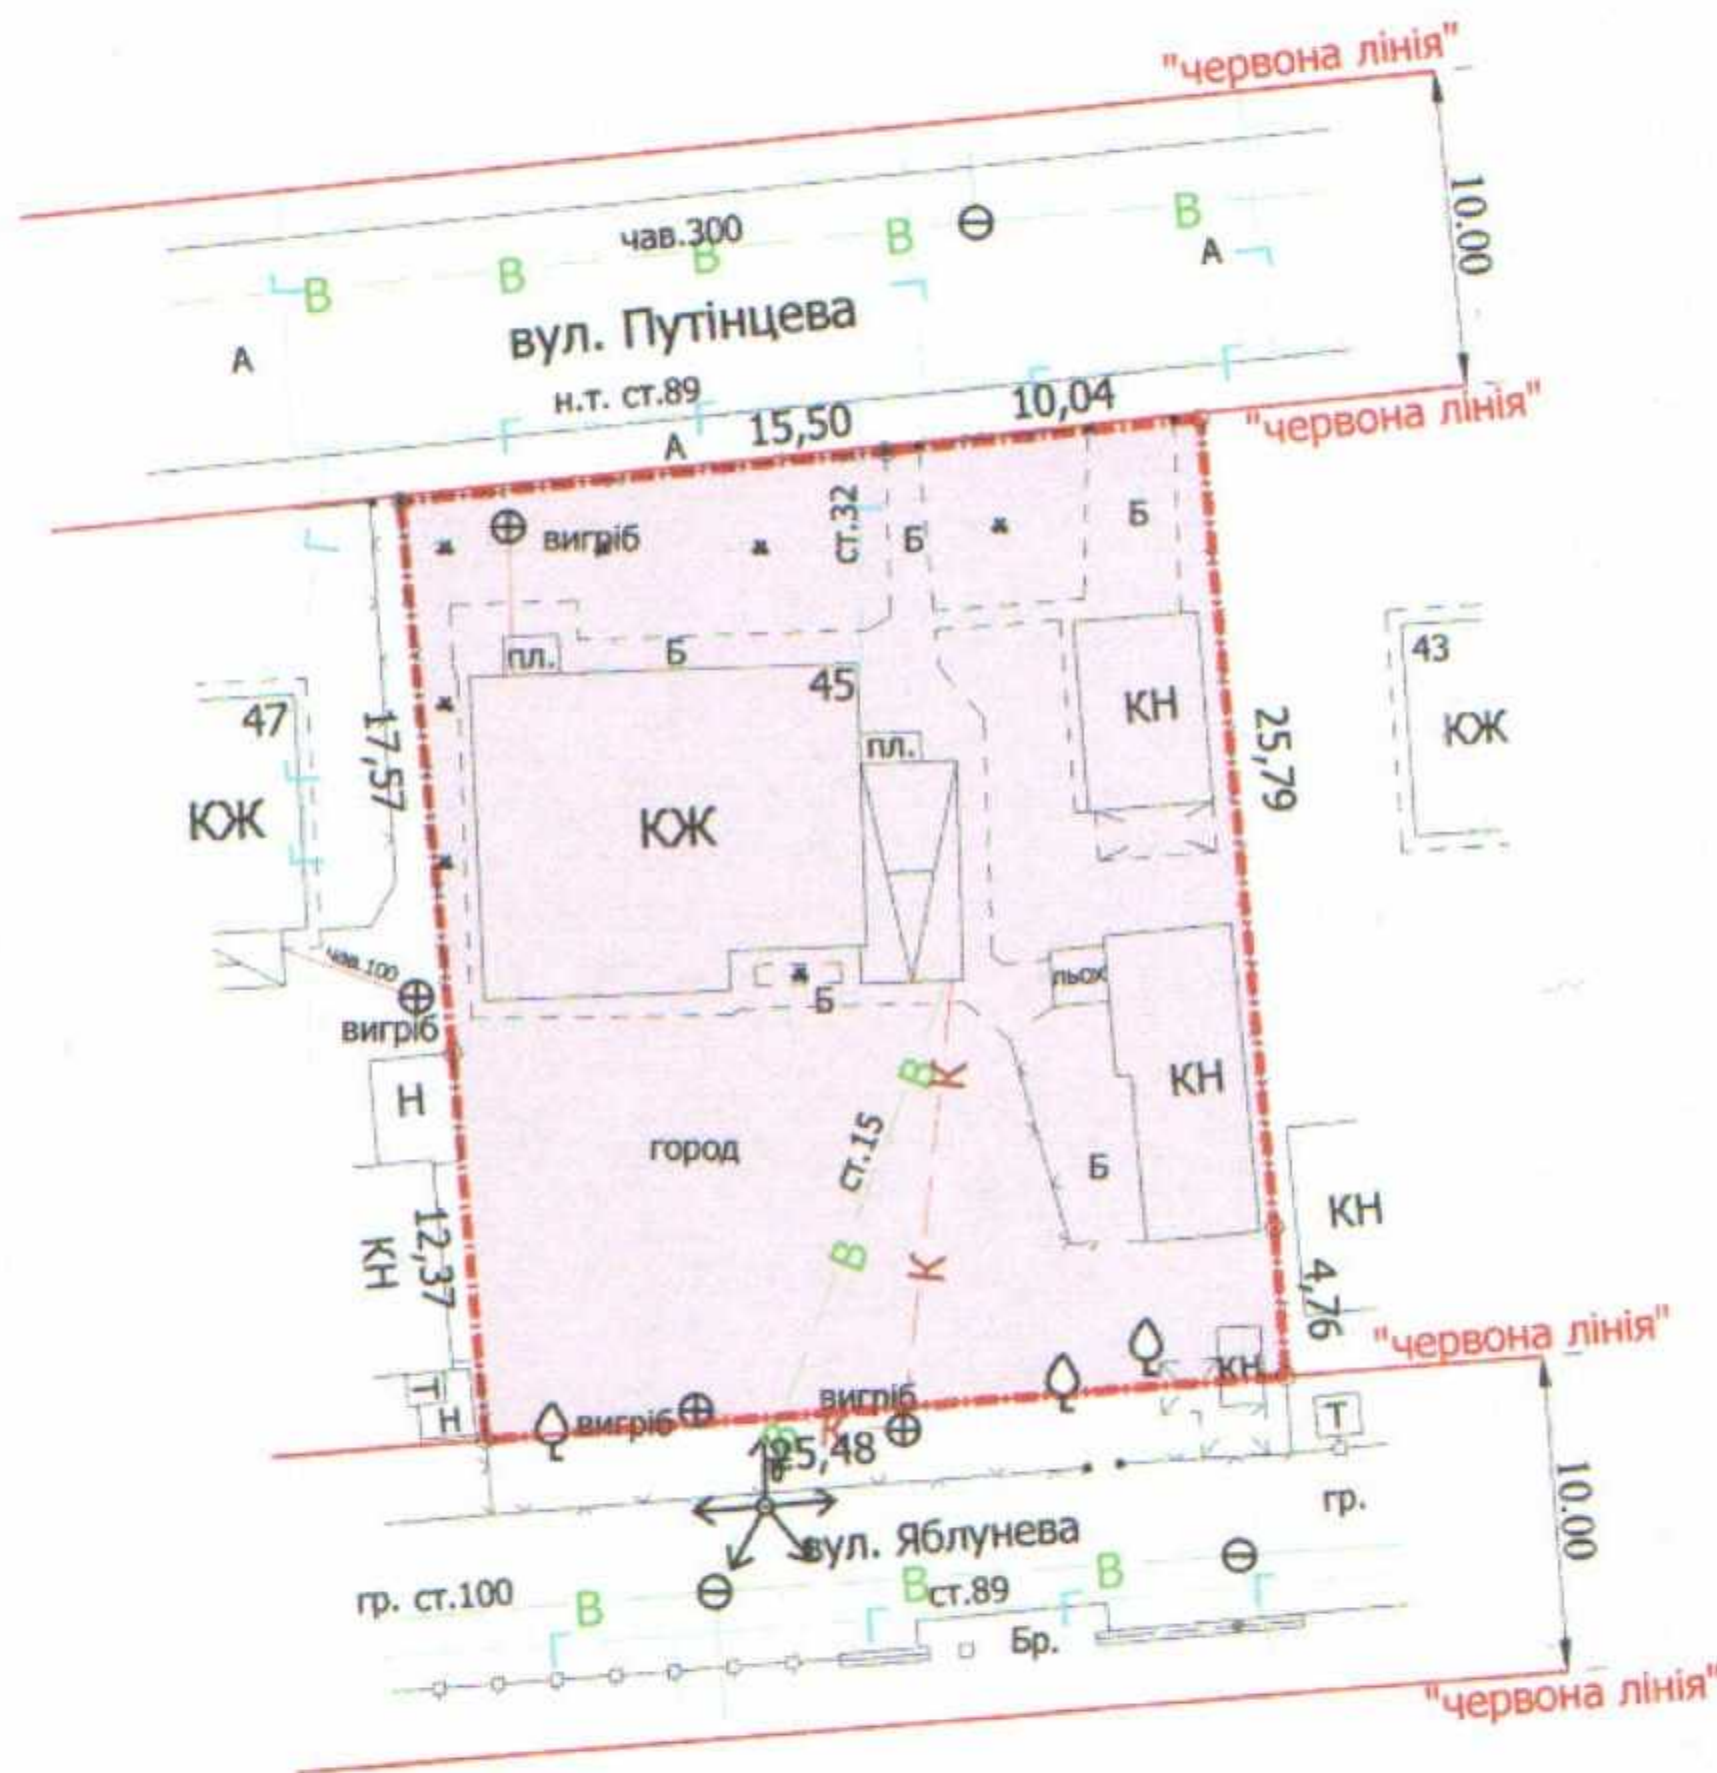 "червона лінія"
10.00
чав.300
В
В
В
В
В
А
вул. Путінцева
А
н.т. ст.89
А
15,50
10,04
"червона лінія"
вигріб
ст.32
Б
Б
пл.
Б
45
КН
43
КЖ
47
КЖ
17,57
КЖ
пл.
25,79
чав.100
вигріб
Б
льох
Н
В
К
КН
город
ст.15
Б
КН
12,37
В
К
КН
4,76
"червона лінія"
Т
Н
вигріб
вигріб
КН
Т
В
К
25,48
10.00
гр.
вул. Яблунева
гр. ст.100
В
В
ст.89
В
Бр.
"червона лінія"